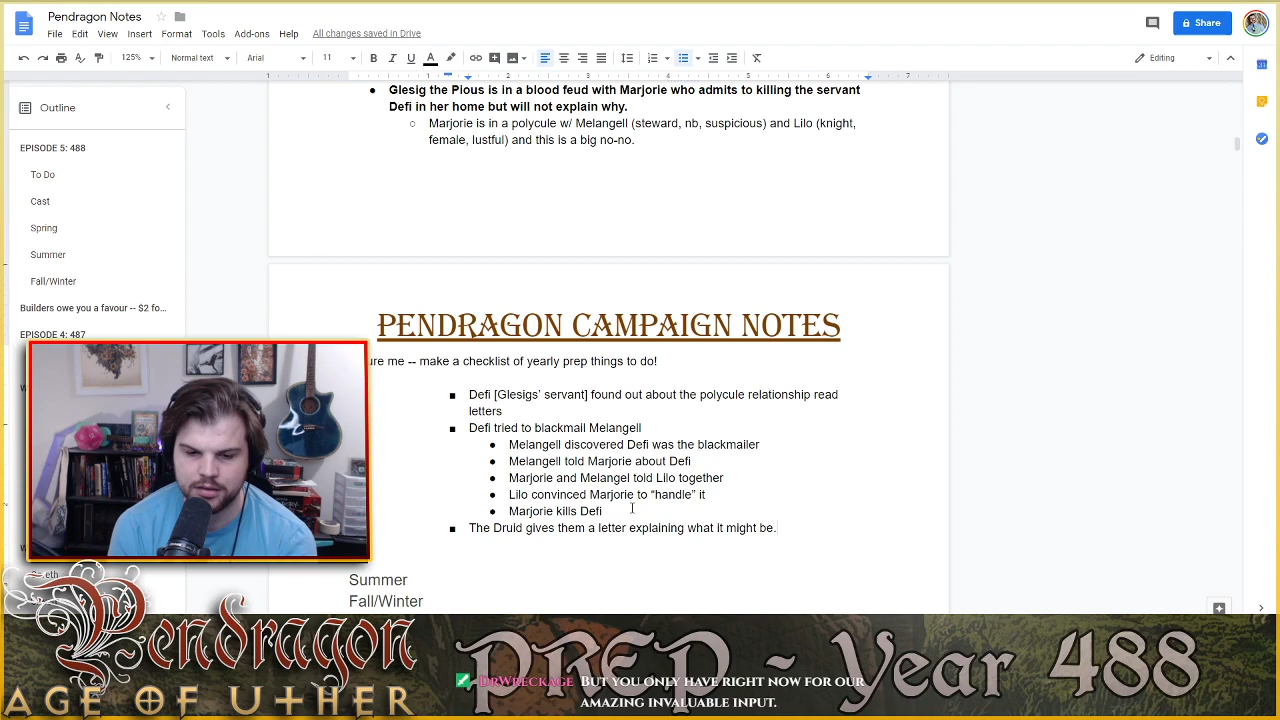 Pendragon Notes
File Edit View Insert Format Tools Add-ons Help All changes saved in Drive
Share
125% Normal text Arial 11 Editing
1 1 2 3 4 5 6 7
Outline
EPISODE 5: 488
To Do
Cast
Spring
Summer
Fall/Winter
Builders owe you a favour -- $2 fo...
EPISODE 4: 487
Glesig the Pious is in a blood feud with Marjorie who admits to killing the servant
Defi in her home but will not explain why.
Marjorie is in a polycule w/ Melangell (steward, nb, suspicious) and Lilo (knight,
female, lustful) and this is a big no-no.
PENDRAGON CAMPAIGN NOTES
ure me -- make a checklist of yearly prep things to do!
Defi [Glesigs' servant] found out about the polycule relationship read
letters
Defi tried to blackmail Melangell
Melangell discovered Defi was the blackmailer
Melangell told Marjorie about Defi
Marjorie and Melangel told Lilo together
Lilo convinced Marjorie to “handle” it
Marjorie kills Defi
The Druid gives them a letter explaining what it might be.
Summer
Fall/Winter
Pendragon
AGE OF UTHER
PREP - Year 488
DrWreckage But you only have right now for our
amazing invaluable input.